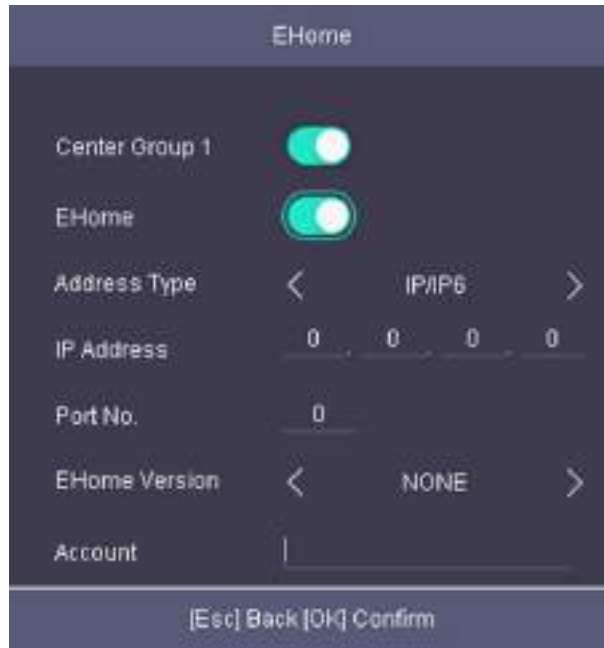 EHome
Center Group 1
EHome
Address Type < IP/IP6 >
IP Address 0 . 0 . 0 . 0
Port No. 0
EHome Version < NONE >
Account
[Esc] Back [OK] Confirm